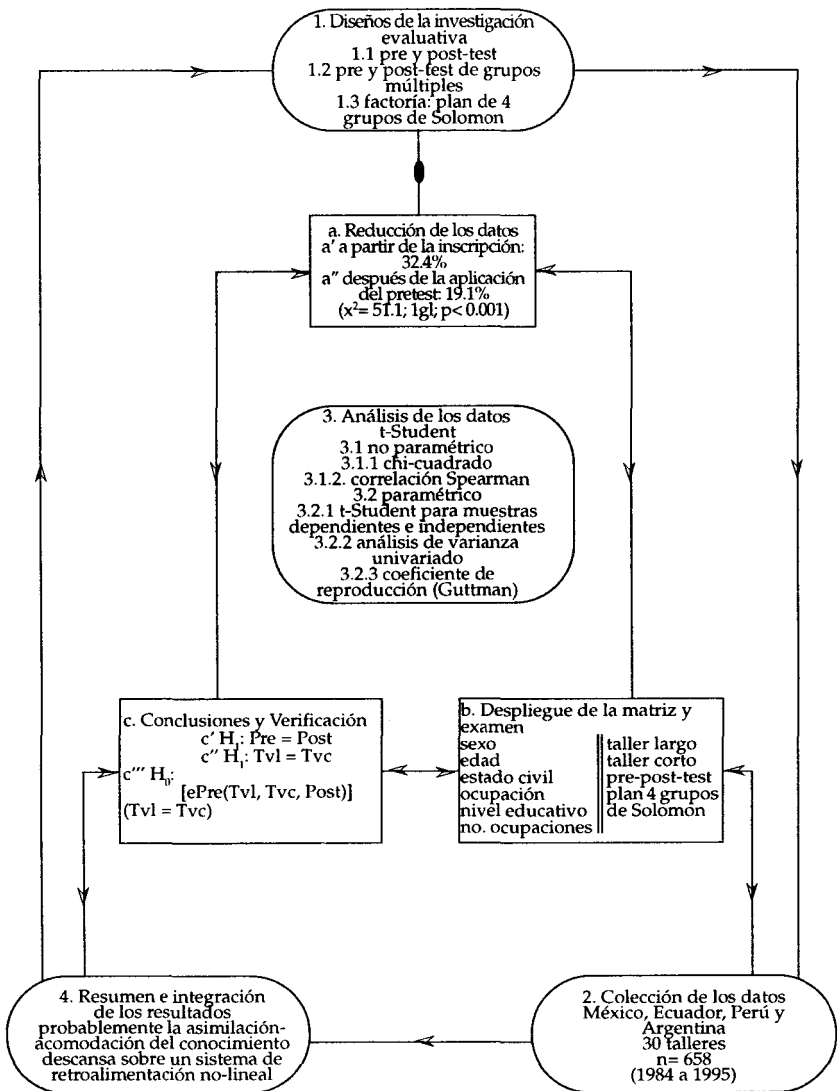 1. Diseños de la investigación
evaluativa
1.1 pre y post-test
1.2 pre y post-test de grupos
múltiples
1.3 factoría: plan de 4
grupos de Solomon
a. Reducción de los datos
a' a partir de la inscripción:
32.4%
a" después de la aplicación
del pretest: 19.1%
(x²= 51.1; 1gl; p< 0.001)
3. Análisis de los datos
t-Student
3.1 no paramétrico
3.1.1 chi-cuadrado
3.1.2. correlación Spearman
3.2 paramétrico
3.2.1 t-Student para muestras
dependientes e independientes
3.2.2 análisis de varianza
univariado
3.2.3 coeficiente de
reproducción (Guttman)
c. Conclusiones y Verificación
c' H₁: Pre = Post
c" H₁: Tvl = Tvc
c''' H₀:
[ePre(Tvl, Tvc, Post)]
(Tvl = Tvc)
b. Despliegue de la matriz y
examen
sexo
edad
estado civil
ocupación
nivel educativo
no. ocupaciones
taller largo
taller corto
pre-post-test
plan 4 grupos
de Solomon
4. Resumen e integración
de los resultados
probablemente la asimilación-
acomodación del conocimiento
descansa sobre un sistema de
retroalimentación no-lineal
2. Colección de los datos
México, Ecuador, Perú y
Argentina
30 talleres
n= 658
(1984 a 1995)